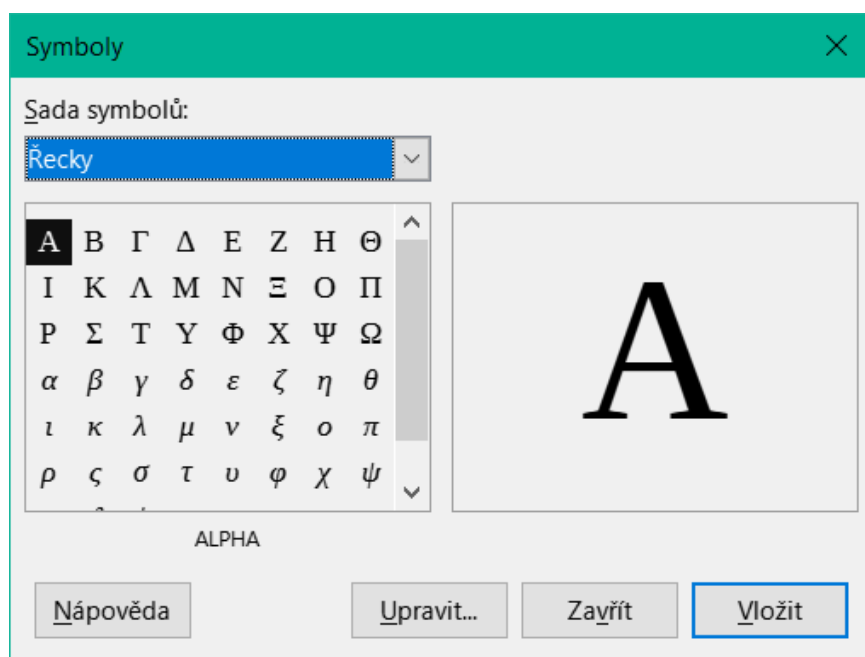 Symboly
Sada symbolů:
Řecky
Α Β Γ Δ Ε Ζ Η Θ
Ι Κ Λ Μ Ν Ξ Ο Π
Ρ Σ Τ Υ Φ Χ Ψ Ω
α β γ δ ε ζ η θ
ι κ λ μ ν ξ ο π
ρ ς σ τ υ φ χ ψ
Α
ALPHA
Nápověda Upravit... Zavřít Vložit